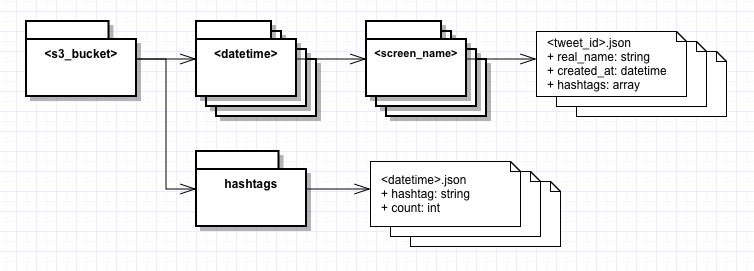 <s3_bucket>
<datetime>
<screen_name>
<tweet_id>.json
+ real_name: string
+ created_at: datetime
+ hashtags: array
hashtags
<datetime>.json
+ hashtag: string
+ count: int